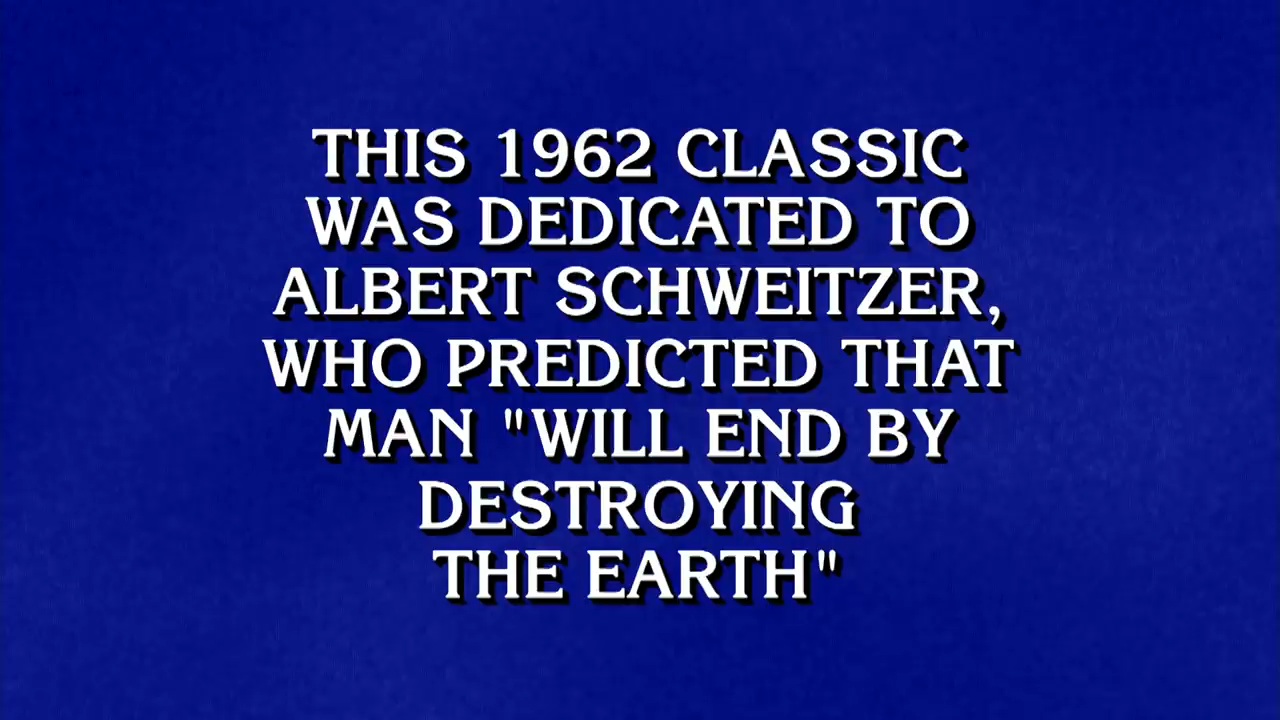 THIS 1962 CLASSIC
WAS DEDICATED TO
ALBERT SCHWEITZER,
WHO PREDICTED THAT
MAN "WILL END BY
DESTROYING
THE EARTH"